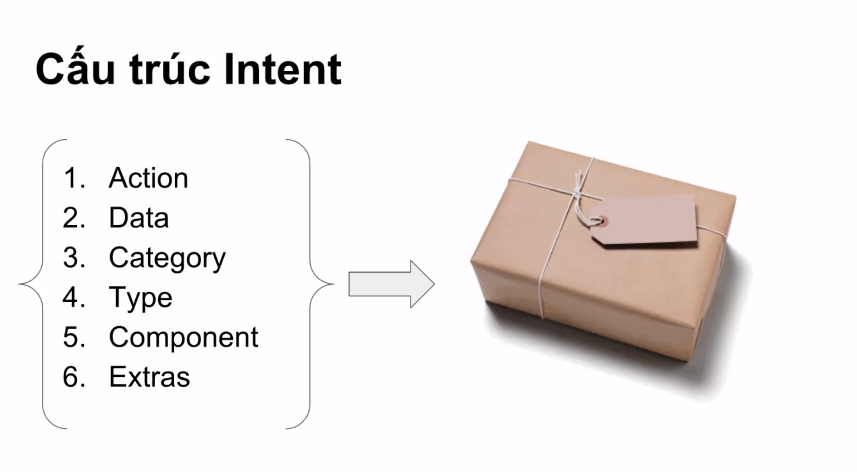 Cấu trúc Intent
1. Action
2. Data
3. Category
4. Type
5. Component
6. Extras